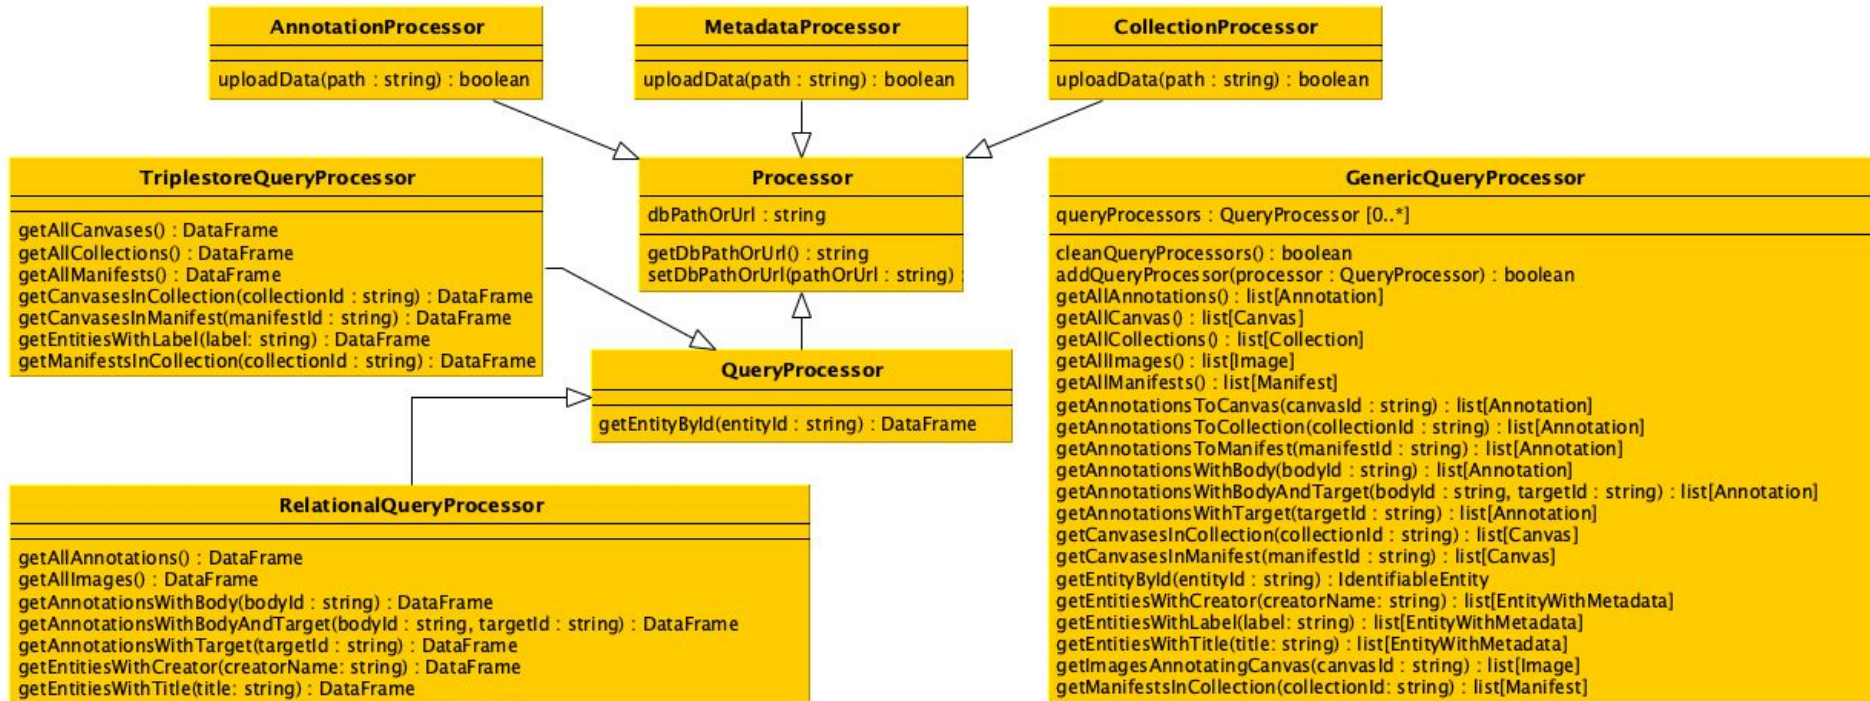 AnnotationProcessor
uploadData(path : string) : boolean
MetadataProcessor
uploadData(path : string) : boolean
CollectionProcessor
uploadData(path : string) : boolean
TriplestoreQueryProcessor
getAllCanvases() : DataFrame
getAllCollections() : DataFrame
getAllManifests() : DataFrame
getCanvasesInCollection(collectionId : string) : DataFrame
getCanvasesInManifest(manifestId : string) : DataFrame
getEntitiesWithLabel(label: string) : DataFrame
getManifestsInCollection(collectionId : string) : DataFrame
Processor
dbPathOrUrl : string
getDbPathOrUrl() : string
setDbPathOrUrl(pathOrUrl : string) :
QueryProcessor
getEntityById(entityId : string) : DataFrame
RelationalQueryProcessor
getAllAnnotations() : DataFrame
getAllImages() : DataFrame
getAnnotationsWithBody(bodyId : string) : DataFrame
getAnnotationsWithBodyAndTarget(bodyId : string, targetId : string) : DataFrame
getAnnotationsWithTarget(targetId : string) : DataFrame
getEntitiesWithCreator(creatorName: string) : DataFrame
getEntitiesWithTitle(title: string) : DataFrame
GenericQueryProcessor
queryProcessors : QueryProcessor [0..*]
cleanQueryProcessors() : boolean
addQueryProcessor(processor : QueryProcessor) : boolean
getAllAnnotations() : list[Annotation]
getAllCanvas() : list[Canvas]
getAllCollections() : list[Collection]
getAllImages() : list[Image]
getAllManifests() : list[Manifest]
getAnnotationsToCanvas(canvasId : string) : list[Annotation]
getAnnotationsToCollection(collectionId : string) : list[Annotation]
getAnnotationsToManifest(manifestId : string) : list[Annotation]
getAnnotationsWithBody(bodyId : string) : list[Annotation]
getAnnotationsWithBodyAndTarget(bodyId : string, targetId : string) : list[Annotation]
getAnnotationsWithTarget(targetId : string) : list[Annotation]
getCanvasesInCollection(collectionId : string) : list[Canvas]
getCanvasesInManifest(manifestId : string) : list[Canvas]
getEntityById(entityId : string) : IdentifiableEntity
getEntitiesWithCreator(creatorName: string) : list[EntityWithMetadata]
getEntitiesWithLabel(label: string) : list[EntityWithMetadata]
getEntitiesWithTitle(title: string) : list[EntityWithMetadata]
getImagesAnnotatingCanvas(canvasId : string) : list[Image]
getManifestsInCollection(collectionId: string) : list[Manifest]